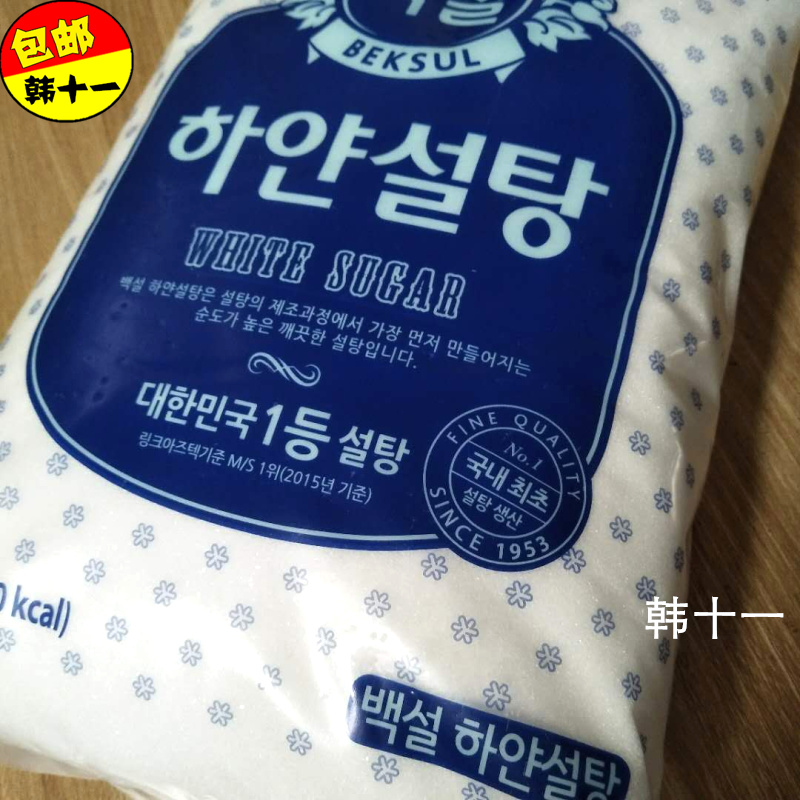 包邮
韩十一
백설
BEKSUL
하얀설탕
WHITE SUGAR
백설 하얀설탕은 설탕의 제조과정에서 가장 먼저 만들어지는
순도가 높은 깨끗한 설탕입니다.
대한민국 1등 설탕
링크아즈텍기준 M/S 1위(2015년 기준)
FINE QUALITY
No.1
국내 최초
설탕 생산
SINCE 1953
0 kcal)
韩十一
백설 하얀설탕